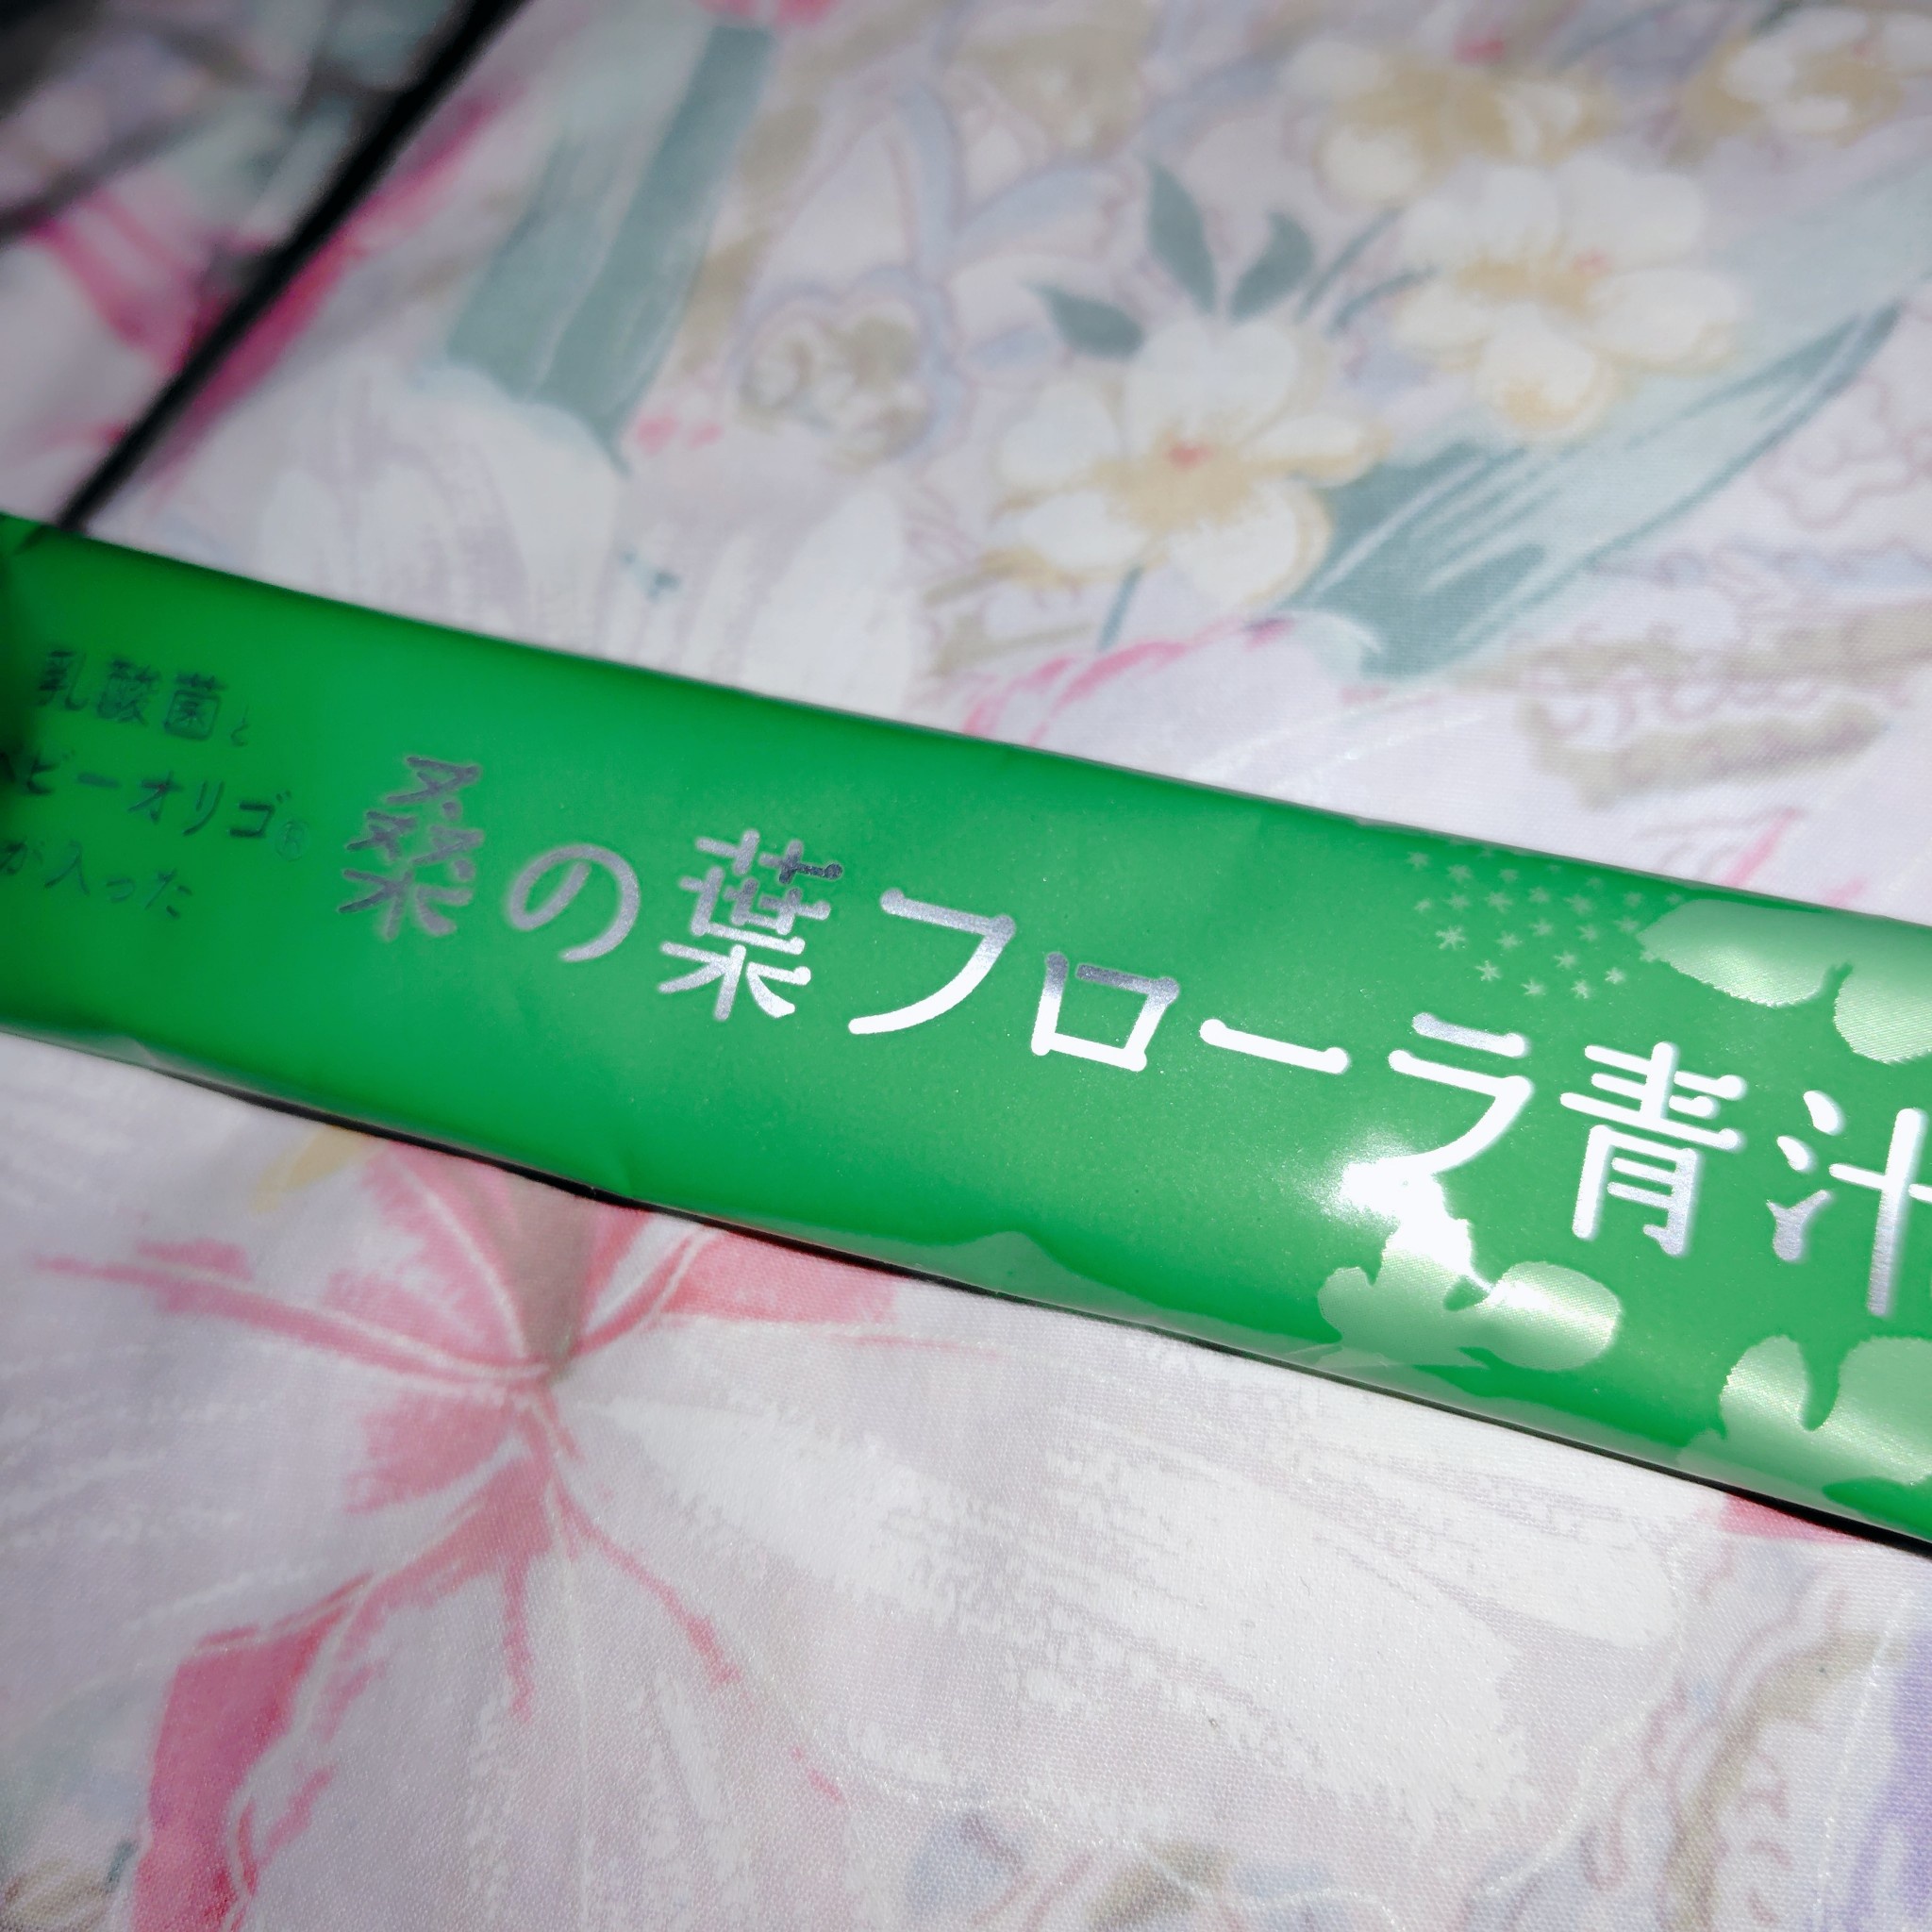 乳酸菌と
ベビーオリゴ®
が入った
桑の葉フローラ青汁